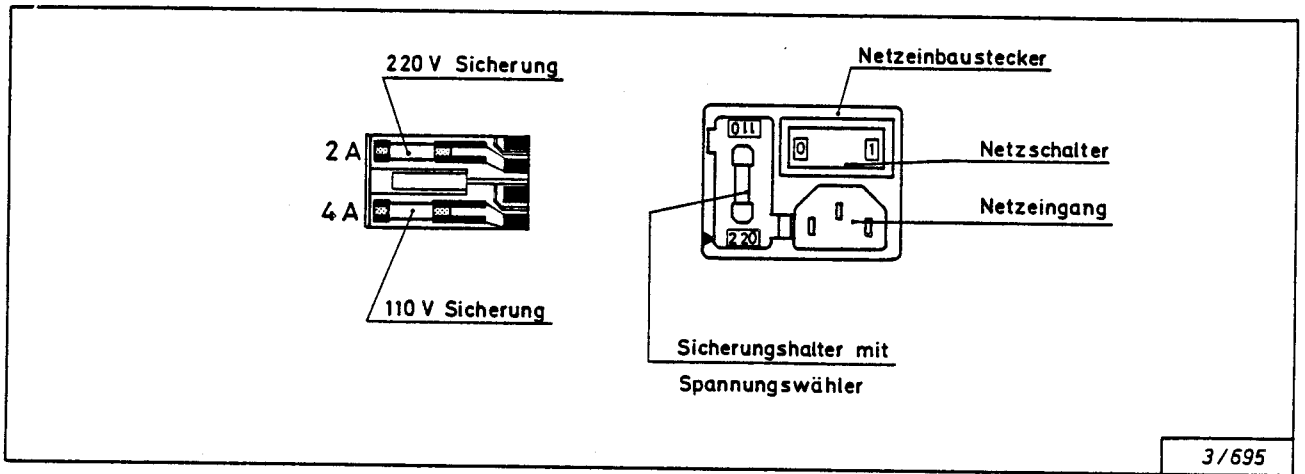 220 V Sicherung
2 A
4 A
110 V Sicherung
Netzeinbaustecker
110
0 1
Netzschalter
Netzeingang
220
Sicherungshalter mit
Spannungswähler
3/695